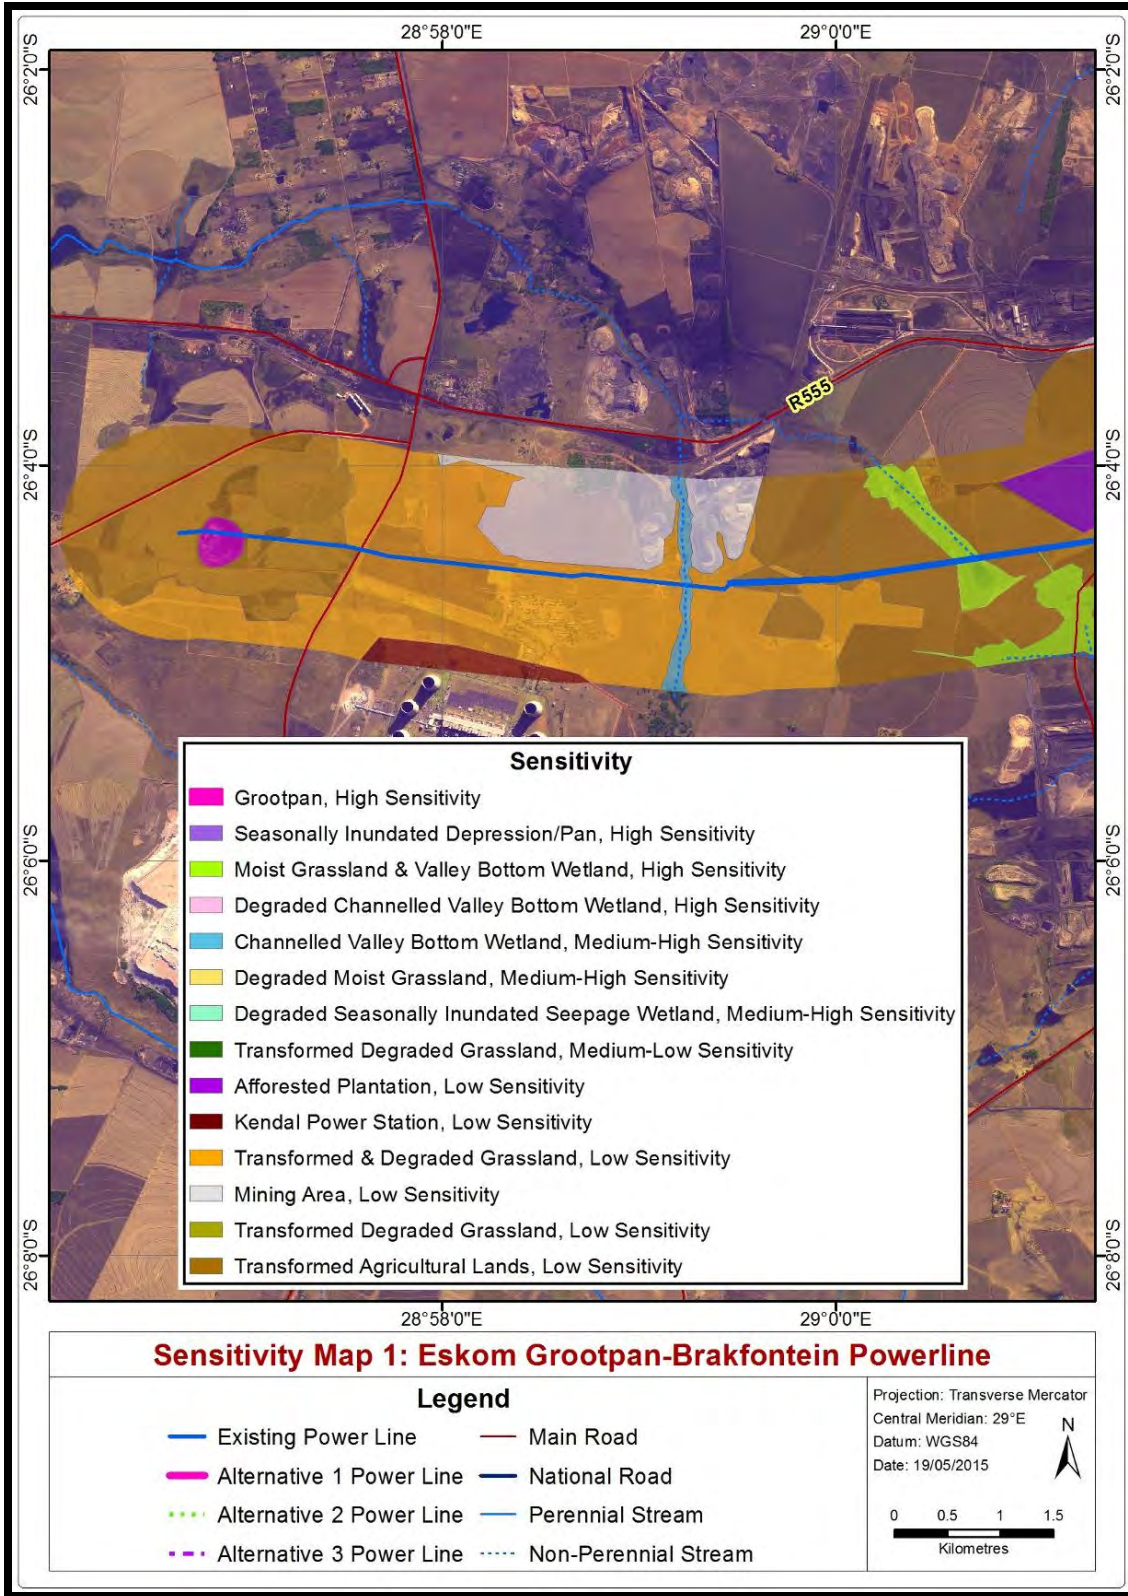 28°58'0"E 29°0'0"E
26°2'0"S 26°2'0"S
R555
26°4'0"S 26°4'0"S
Sensitivity
Grootpan, High Sensitivity
Seasonally Inundated Depression/Pan, High Sensitivity
Moist Grassland & Valley Bottom Wetland, High Sensitivity
26°6'0"S 26°6'0"S
Degraded Channelled Valley Bottom Wetland, High Sensitivity
Channelled Valley Bottom Wetland, Medium-High Sensitivity
Degraded Moist Grassland, Medium-High Sensitivity
Degraded Seasonally Inundated Seepage Wetland, Medium-High Sensitivity
Transformed Degraded Grassland, Medium-Low Sensitivity
Afforested Plantation, Low Sensitivity
Kendal Power Station, Low Sensitivity
Transformed & Degraded Grassland, Low Sensitivity
Mining Area, Low Sensitivity
Transformed Degraded Grassland, Low Sensitivity
Transformed Agricultural Lands, Low Sensitivity
26°8'0"S 26°8'0"S
28°58'0"E 29°0'0"E
Sensitivity Map 1: Eskom Grootpan-Brakfontein Powerline
Legend
Existing Power Line
Alternative 1 Power Line
Alternative 2 Power Line
Alternative 3 Power Line
Main Road
National Road
Perennial Stream
Non-Perennial Stream
Projection: Transverse Mercator
Central Meridian: 29°E
Datum: WGS84
Date: 19/05/2015
N
0 0.5 1 1.5
Kilometres